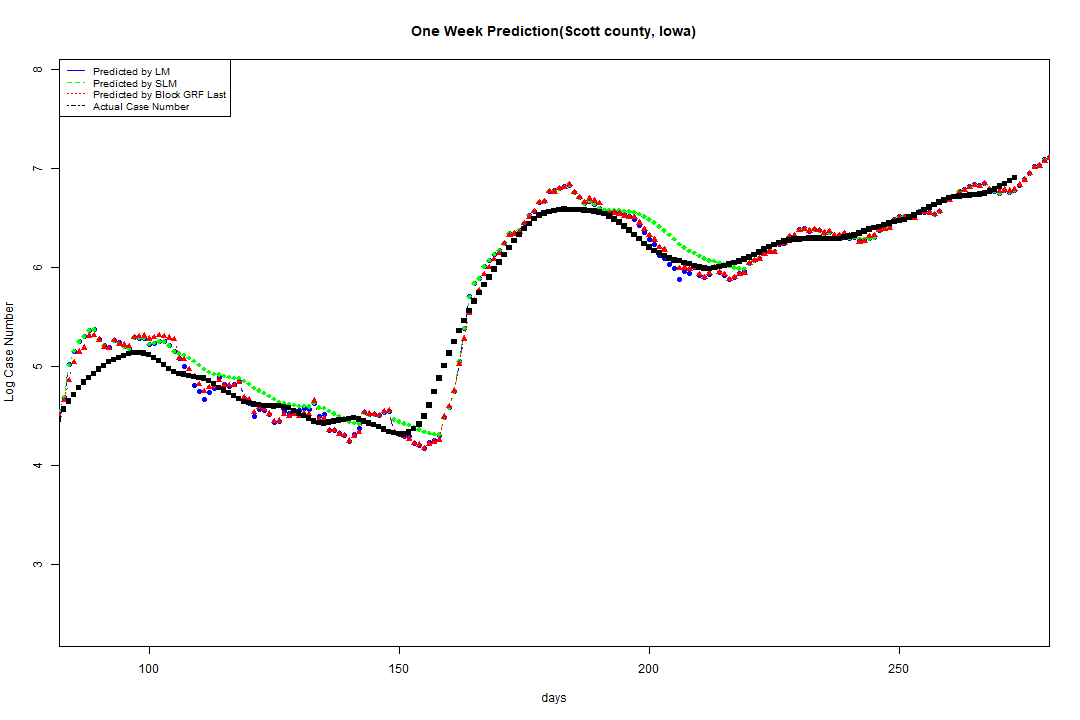 One Week Prediction(Scott county, Iowa)
Predicted by LM
Predicted by SLM
Predicted by Block GRF Last
Actual Case Number
8
7
6
5
4
3
Log Case Number
100 150 200 250
days